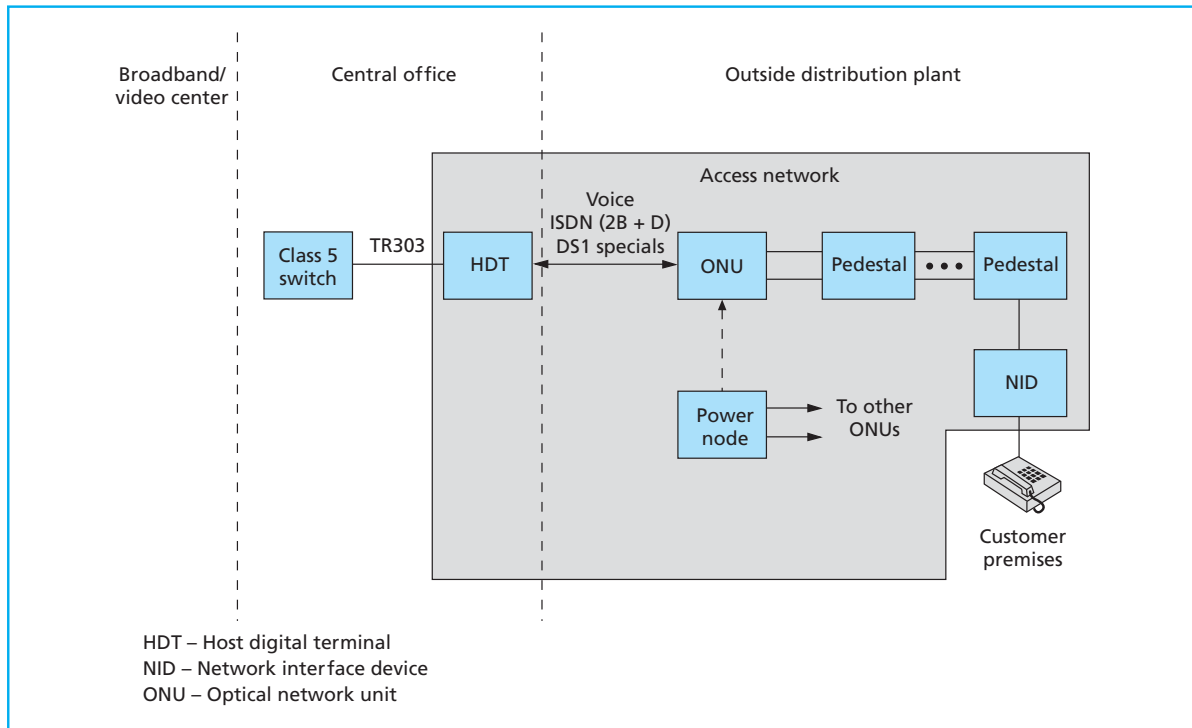 Broadband/
video center
Central office
Outside distribution plant
Access network
Voice
ISDN (2B + D)
DS1 specials
TR303
Class 5
switch
HDT
ONU
Pedestal
Pedestal
NID
Power
node
To other
ONUs
Customer
premises
HDT – Host digital terminal
NID – Network interface device
ONU – Optical network unit